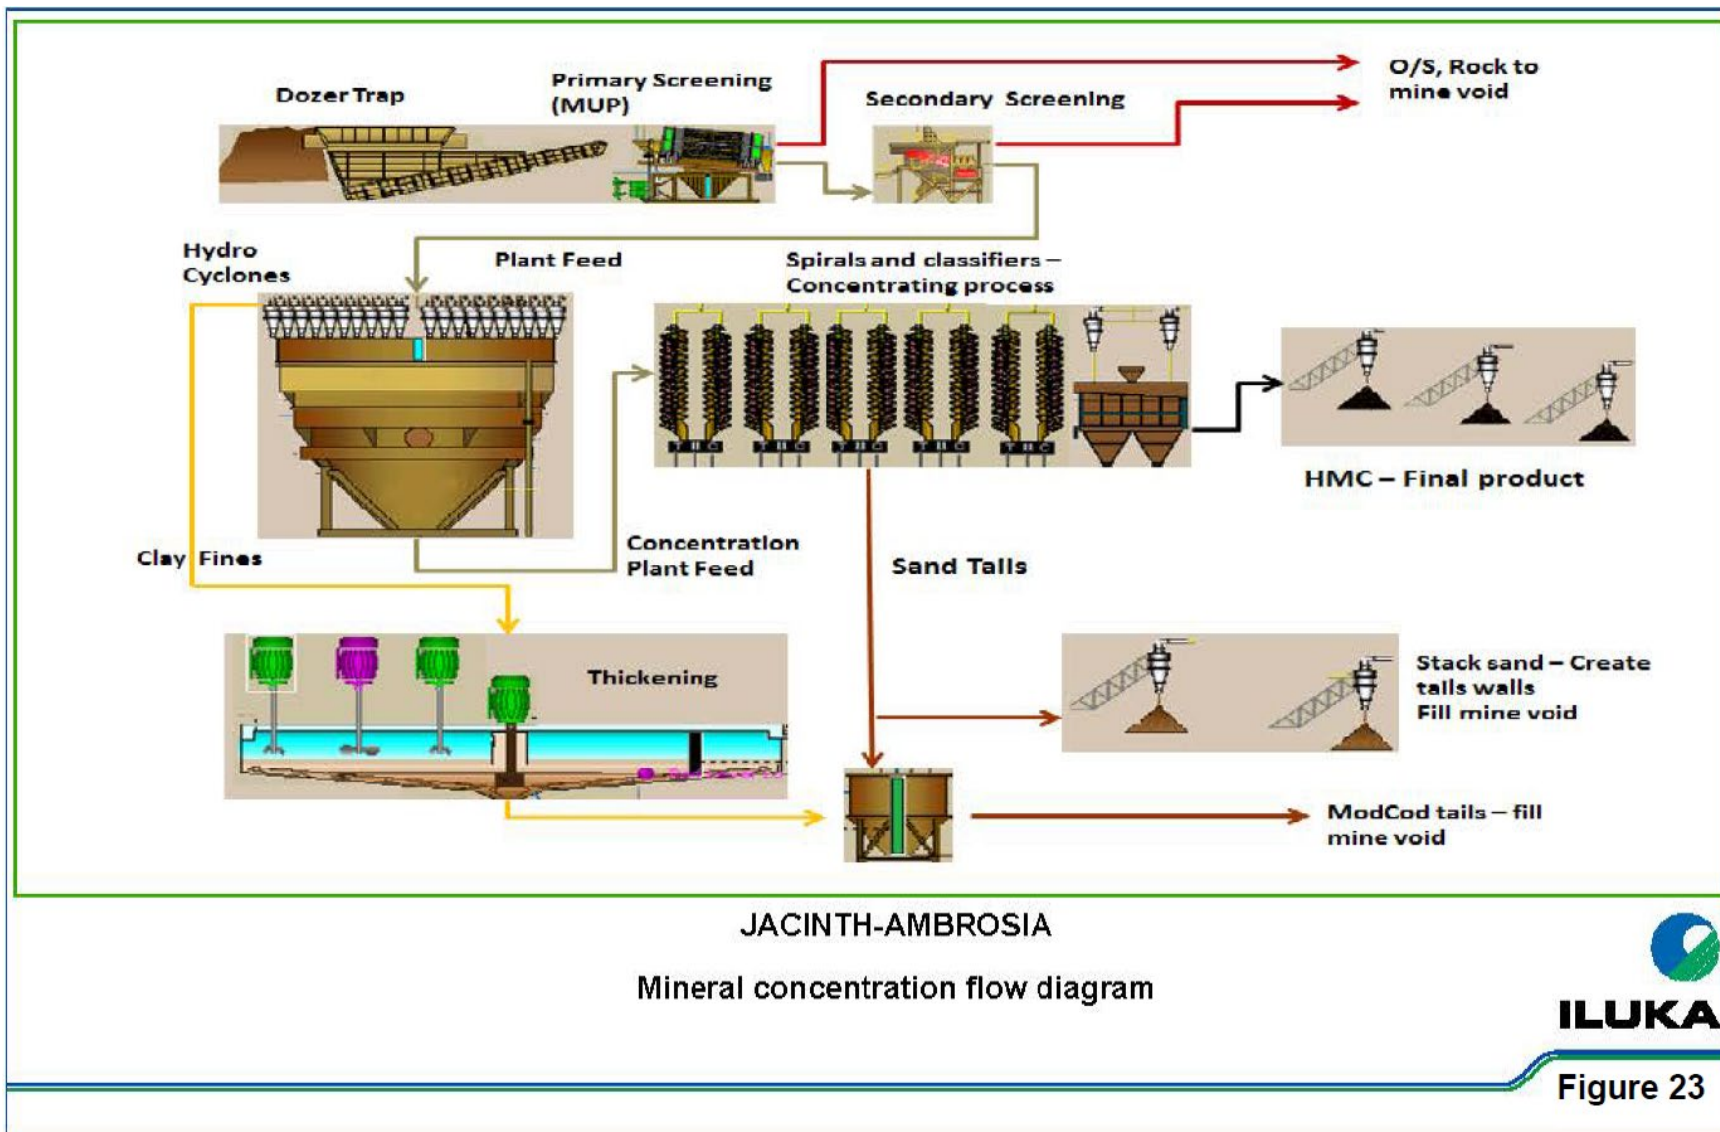 Dozer Trap
Primary Screening
(MUP)
Secondary Screening
O/S, Rock to
mine void
Hydro
Cyclones
Plant Feed
Spirals and classifiers –
Concentrating process
T M C
T M C
T M C
T M C
HMC – Final product
Clay Fines
Concentration
Plant Feed
Sand Tails
Thickening
Stack sand – Create
tails walls
Fill mine void
ModCod tails – fill
mine void
JACINTH-AMBROSIA
Mineral concentration flow diagram
ILUKA
Figure 23